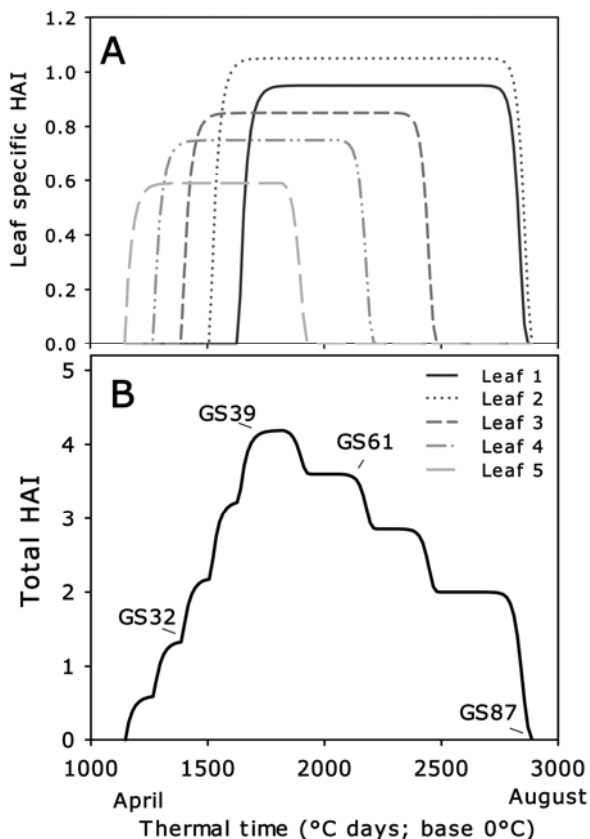 A
Leaf specific HAI
1.2
1.0
0.8
0.6
0.4
0.2
0.0
B
Total HAI
5
4
3
2
1
0
GS39
GS61
GS32
GS87
Leaf 1
Leaf 2
Leaf 3
Leaf 4
Leaf 5
1000 1500 2000 2500 3000
April August
Thermal time (°C days; base 0°C)